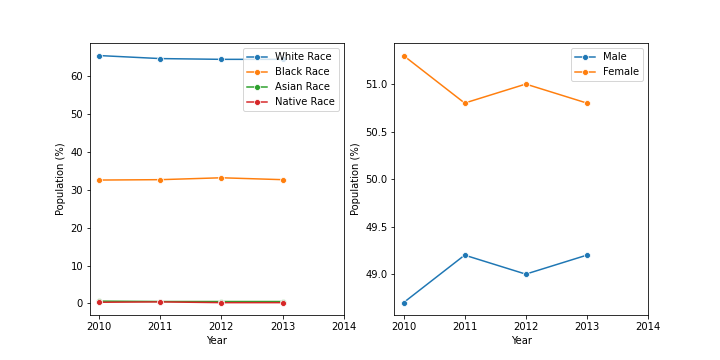 White Race
Black Race
Asian Race
Native Race
60
50
40
30
20
10
0
Population (%)
2010 2011 2012 2013 2014
Year
Male
Female
51.0
50.5
50.0
49.5
49.0
Population (%)
2010 2011 2012 2013 2014
Year